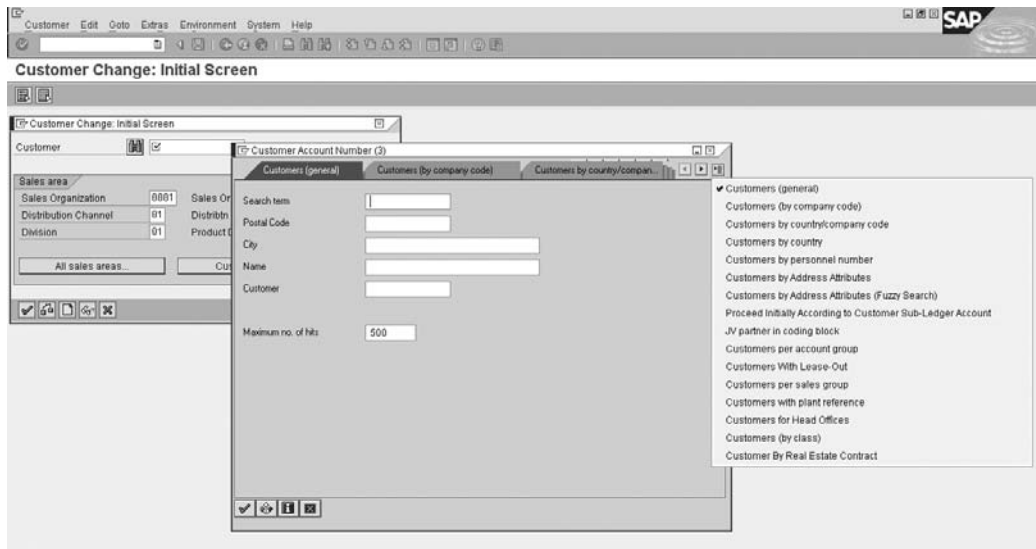 Customer Edit Goto Extras Environment System Help
SAP
Customer Change: Initial Screen
Customer Change: Initial Screen
Customer
Sales area
Sales Organization 0001 Sales Or
Distribution Channel 01 Distribtn
Division 01 Product
All sales areas... Cus
Customer Account Number (3)
Customers (general) Customers (by company code) Customers by country/compan...
Search term
Postal Code
City
Name
Customer
Maximum no. of hits 500
Customers (general)
Customers (by company code)
Customers by country/company code
Customers by country
Customers by personnel number
Customers by Address Attributes
Customers by Address Attributes (Fuzzy Search)
Proceed Initially According to Customer Sub-Ledger Account
JV partner in coding block
Customers per account group
Customers With Lease-Out
Customers per sales group
Customers with plant reference
Customers for Head Offices
Customers (by class)
Customer By Real Estate Contract